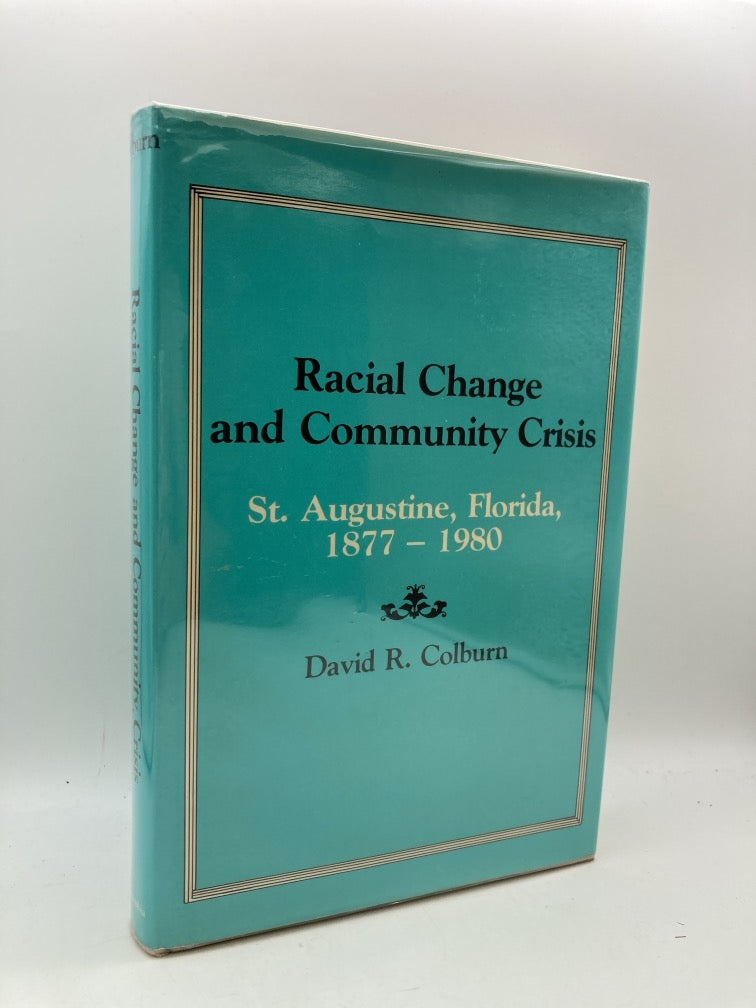 Racial Change
and Community Crisis
St. Augustine, Florida,
1877 – 1980
David R. Colburn
Racial Change and Community Crisis